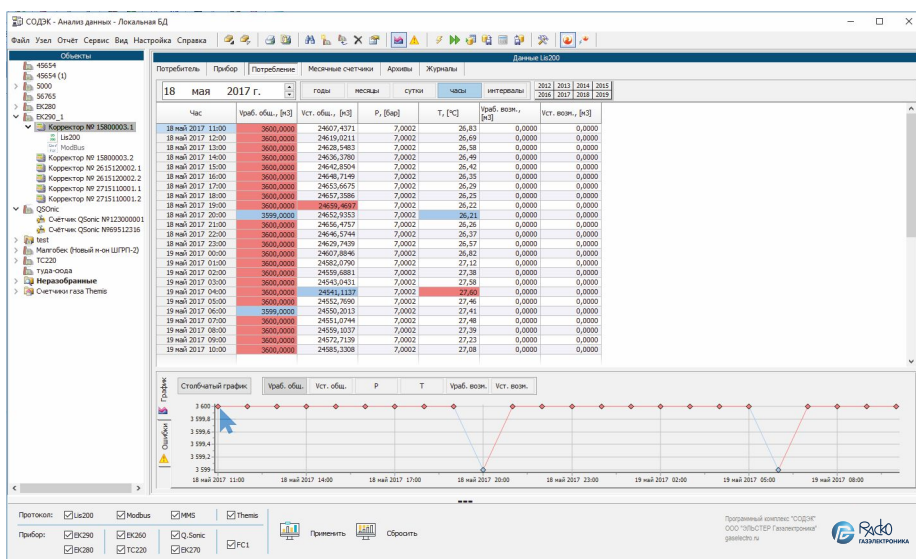 СОДЭК - Анализ данных - Локальная БД
Файл Узел Отчёт Сервис Вид Настройка Справка
Объекты
45654
45654 (1)
5000
56765
EK280
EK290_1
Корректор № 15800003.1
Lis200
ModBus
Корректор № 15800003.2
Корректор № 2615120002.1
Корректор № 2615120002.2
Корректор № 2715110001.1
Корректор № 2715110001.2
QSOnic
Счётчик QSonic №123000001
Счётчик QSonic №69512316
test
Малгобек (Новый м-он ШГРП-2)
TC220
туда-сюда
Неразобранные
Счетчики газа Themis
Данные Lis200
Потребитель Прибор Потребление Месячные счетчики Архивы Журналы
18 мая 2017 г. годы месяцы сутки часы интервалы 2012 2013 2014 2015
2016 2017 2018 2019
Час Vраб. общ., [м3] Vст. общ., [м3] P, [бар] T, [°C] Vраб. возм., [м3] Vст. возм., [м3]
18 май 2017 11:00 3600,0000 24607,4371 7,0002 26,83 0,0000 0,0000
18 май 2017 12:00 3600,0000 24619,0211 7,0002 26,69 0,0000 0,0000
18 май 2017 13:00 3600,0000 24628,5483 7,0002 26,58 0,0000 0,0000
18 май 2017 14:00 3600,0000 24636,3780 7,0002 26,49 0,0000 0,0000
18 май 2017 15:00 3600,0000 24642,8504 7,0002 26,42 0,0000 0,0000
18 май 2017 16:00 3600,0000 24648,7149 7,0002 26,35 0,0000 0,0000
18 май 2017 17:00 3600,0000 24653,6675 7,0002 26,29 0,0000 0,0000
18 май 2017 18:00 3600,0000 24657,3586 7,0002 26,25 0,0000 0,0000
18 май 2017 19:00 3600,0000 24659,4697 7,0002 26,22 0,0000 0,0000
18 май 2017 20:00 3599,0000 24652,9353 7,0002 26,21 0,0000 0,0000
18 май 2017 21:00 3600,0000 24656,4757 7,0002 26,26 0,0000 0,0000
18 май 2017 22:00 3600,0000 24646,5744 7,0002 26,37 0,0000 0,0000
18 май 2017 23:00 3600,0000 24629,7439 7,0002 26,57 0,0000 0,0000
19 май 2017 00:00 3600,0000 24607,8846 7,0002 26,82 0,0000 0,0000
19 май 2017 01:00 3600,0000 24582,0790 7,0002 27,12 0,0000 0,0000
19 май 2017 02:00 3600,0000 24559,6881 7,0002 27,38 0,0000 0,0000
19 май 2017 03:00 3600,0000 24543,0431 7,0002 27,58 0,0000 0,0000
19 май 2017 04:00 3600,0000 24541,1137 7,0002 27,60 0,0000 0,0000
19 май 2017 05:00 3600,0000 24552,7690 7,0002 27,46 0,0000 0,0000
19 май 2017 06:00 3599,0000 24550,2013 7,0002 27,41 0,0000 0,0000
19 май 2017 07:00 3600,0000 24551,0744 7,0002 27,48 0,0000 0,0000
19 май 2017 08:00 3600,0000 24559,1037 7,0002 27,39 0,0000 0,0000
19 май 2017 09:00 3600,0000 24572,7139 7,0002 27,23 0,0000 0,0000
19 май 2017 10:00 3600,0000 24585,3308 7,0002 27,08 0,0000 0,0000
График
Ошибки
Столбчатый график Vраб. общ. Vст. общ. P T Vраб. возм. Vст. возм.
3 600
3 599,8
3 599,6
3 599,4
3 599,2
3 599
18 май 2017 11:00 18 май 2017 14:00 18 май 2017 17:00 18 май 2017 20:00 18 май 2017 23:00 19 май 2017 02:00 19 май 2017 05:00 19 май 2017 08:00
Протокол: Lis200 Modbus MMS Themis
Прибор: EK290 EK260 Q.Sonic FC1
EK280 TC220 EK270
Применить Сбросить
Программный комплекс "СОДЭК"
ООО "ЭЛЬСТЕР Газэлектроника"
gaselectro.ru
Racko
ГАЗЭЛЕКТРОНИКА